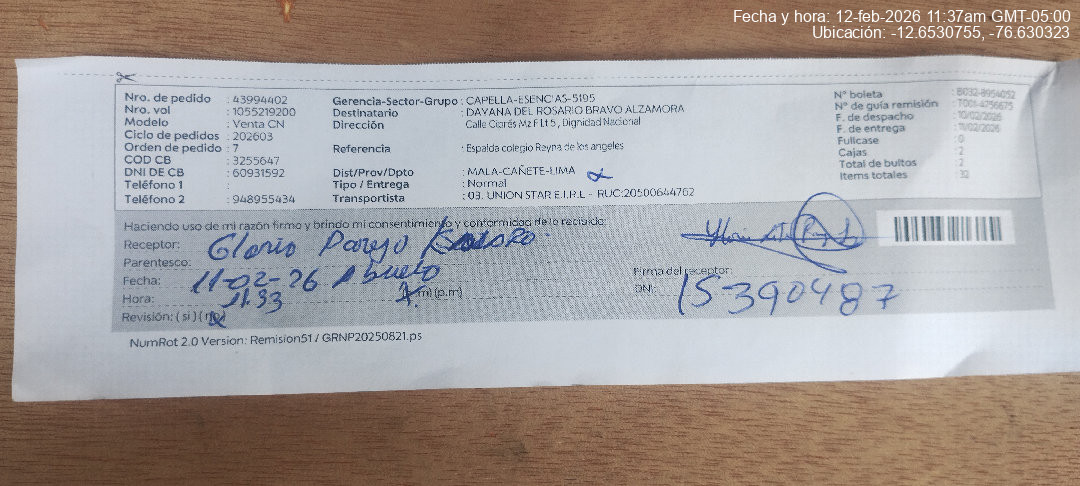 Fecha y hora: 12-feb-2026 11:37am GMT-05:00
Ubicación: -12.6530755, -76.630323
Nro. de pedido : 43994402
Nro. vol : 1055219200
Modelo : Venta CN
Ciclo de pedidos : 202603
Orden de pedido : 7
COD CB : 3255647
DNI DE CB : 60931592
Teléfono 1 :
Teléfono 2 : 948955434
Gerencia-Sector-Grupo : CAPELLA-ESENCIAS-5195
Destinatario : DAYANA DEL ROSARIO BRAVO ALZAMORA
Dirección : Calle Ciprés Mz F Lt 5 , Dignidad Nacional
Referencia : Espalda colegio Reyna de los angeles
Dist/Prov/Dpto : MALA-CAÑETE-LIMA
Tipo / Entrega : Normal
Transportista : 03. UNION STAR E.I.R.L - RUC:20500644762
N° boleta : B032-8954052
N° de guía remisión : T001-4756675
F. de despacho : 10/02/2026
F. de entrega : 11/02/2026
Fullcase : 0
Cajas : 2
Total de bultos : 2
Items totales : 32
Haciendo uso de mi razón firmo y brindo mi consentimiento y conformidad de lo recibido:
Receptor: Gloria Parejo
Parentesco: Abuela
Fecha: 11-02-26
Hora: 11.33 (a.m) (p.m)
Revisión: ( si ) ( no )
Firma del receptor:
DNI: 15390487
NumRot 2.0 Version: Remision51 / GRNP20250821.ps